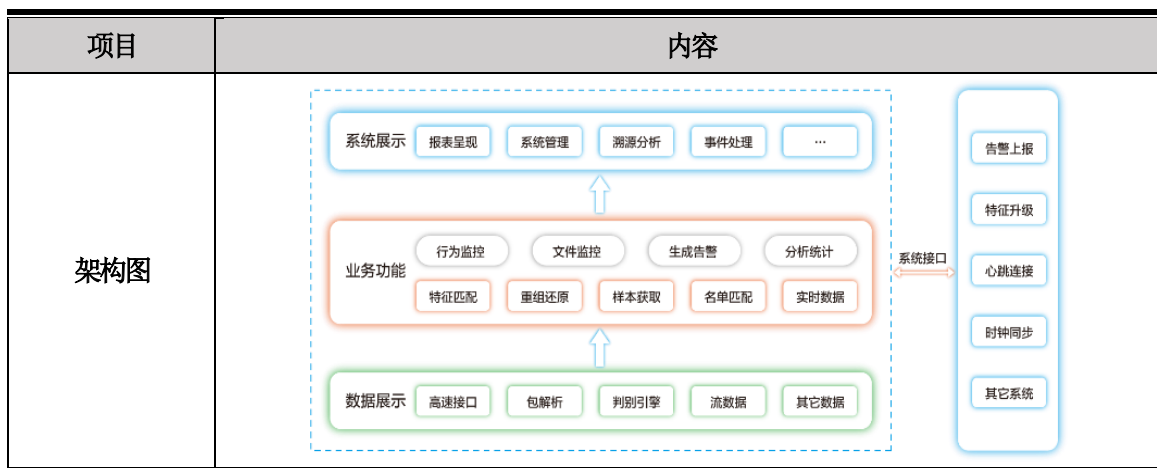 项目 内容
架构图
系统展示 报表呈现 系统管理 溯源分析 事件处理 …
业务功能
行为监控 文件监控 生成告警 分析统计
特征匹配 重组还原 样本获取 名单匹配 实时数据
数据展示 高速接口 包解析 判别引擎 流数据 其它数据
系统接口
告警上报
特征升级
心跳连接
时钟同步
其它系统